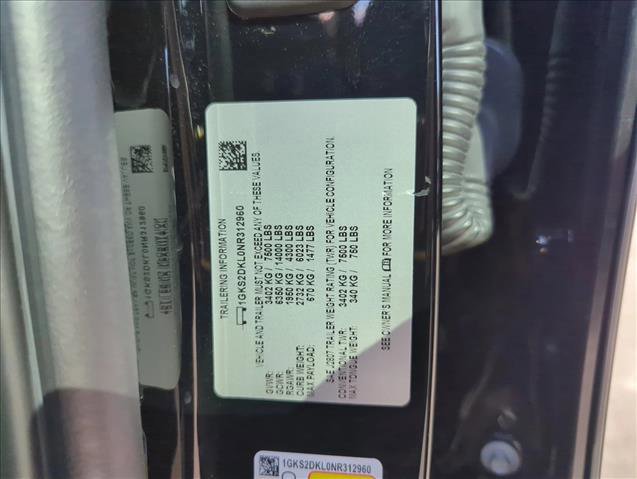 TRAILERING INFORMATION
1GKS2DKL0NR312960
VEHICLE AND TRAILER MUST NOT EXCEED ANY OF THESE VALUES
GVWR: 3402 KG / 7500 LBS
GCWR: 6350 KG / 14000 LBS
RGAWR: 1950 KG / 4300 LBS
CURB WEIGHT: 2732 KG / 6023 LBS
MAX PAYLOAD: 670 KG / 1477 LBS
SAE J2807 TRAILER WEIGHT RATING (TWR) FOR VEHICLE CONFIGURATION.
CONVENTIONAL TWR: 3402 KG / 7500 LBS
MAX TONGUE WEIGHT: 340 KG / 750 LBS
SEE OWNER'S MANUAL FOR MORE INFORMATION
1GKS2DKL0NR312960